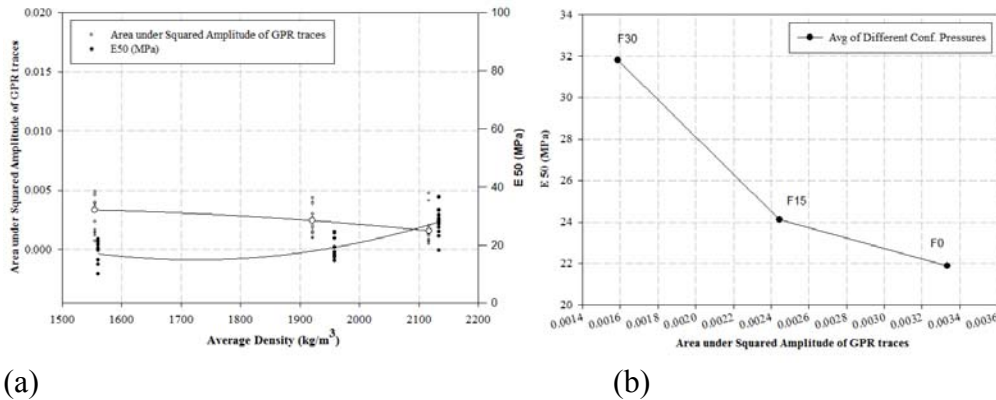 0.020
0.015
0.010
0.005
0.000
Area under Squared Amplitude of GPR traces
Area under Squared Amplitude of GPR traces
E50 (MPa)
100
80
60
40
20
0
E 50 (MPa)
1500 1600 1700 1800 1900 2000 2100 2200
Average Density (kg/m3)
(a)
34
32
30
28
26
24
22
20
E 50 (MPa)
F30
F15
F0
Avg of Different Conf. Pressures
0.0014 0.0016 0.0018 0.0020 0.0022 0.0024 0.0026 0.0028 0.0030 0.0032 0.0034 0.0036
Area under Squared Amplitude of GPR traces
(b)